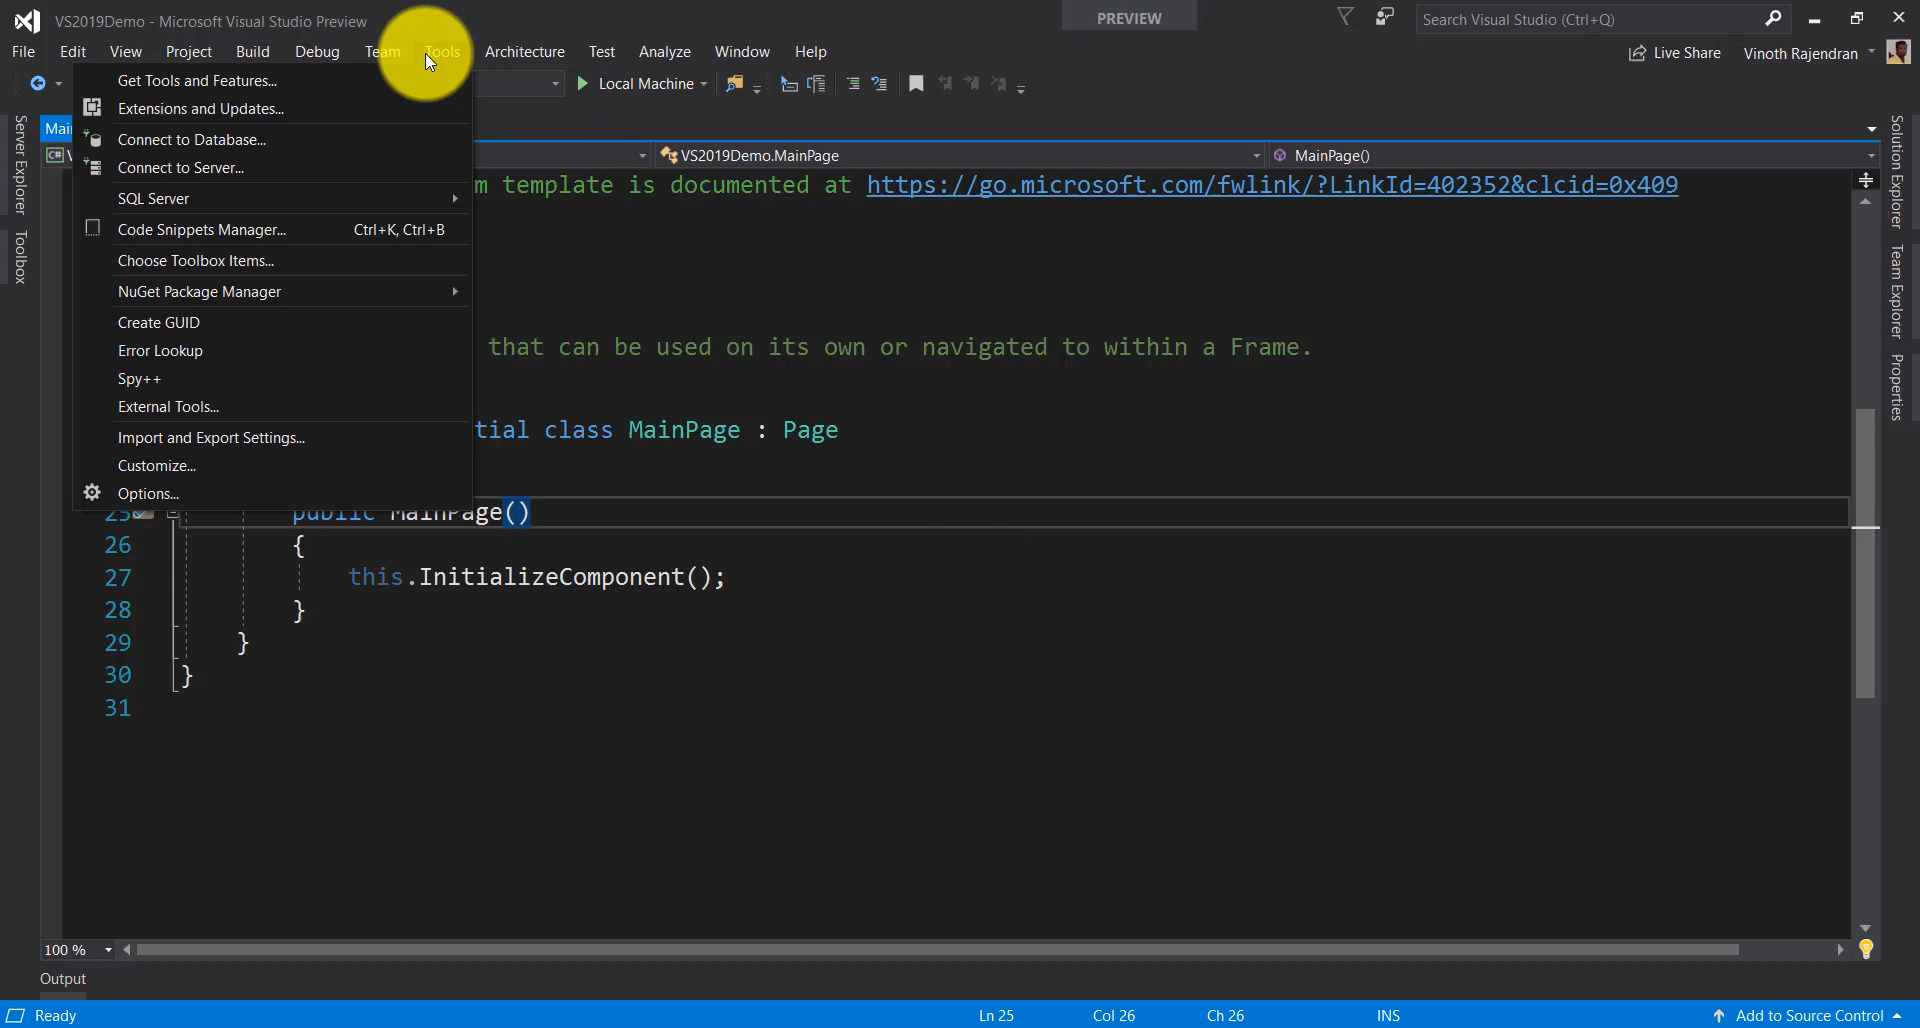 VS2019Demo - Microsoft Visual Studio Preview
PREVIEW
Search Visual Studio (Ctrl+Q)
File Edit View Project Build Debug Team Tools Architecture Test Analyze Window Help
Live Share
Vinoth Rajendran
Local Machine
Get Tools and Features...
Extensions and Updates...
Connect to Database...
Connect to Server...
SQL Server
Code Snippets Manager... Ctrl+K, Ctrl+B
Choose Toolbox Items...
NuGet Package Manager
Create GUID
Error Lookup
Spy++
External Tools...
Import and Export Settings...
Customize...
Options...
Server Explorer
Toolbox
Mai
C#
VS2019Demo.MainPage
MainPage()
m template is documented at https://go.microsoft.com/fwlink/?LinkId=402352&clcid=0x409
that can be used on its own or navigated to within a Frame.
tial class MainPage : Page
25 public MainPage()
26 {
27 this.InitializeComponent();
28 }
29 }
30 }
31
Solution Explorer
Team Explorer
Properties
100 %
Output
Ready
Ln 25
Col 26
Ch 26
INS
Add to Source Control